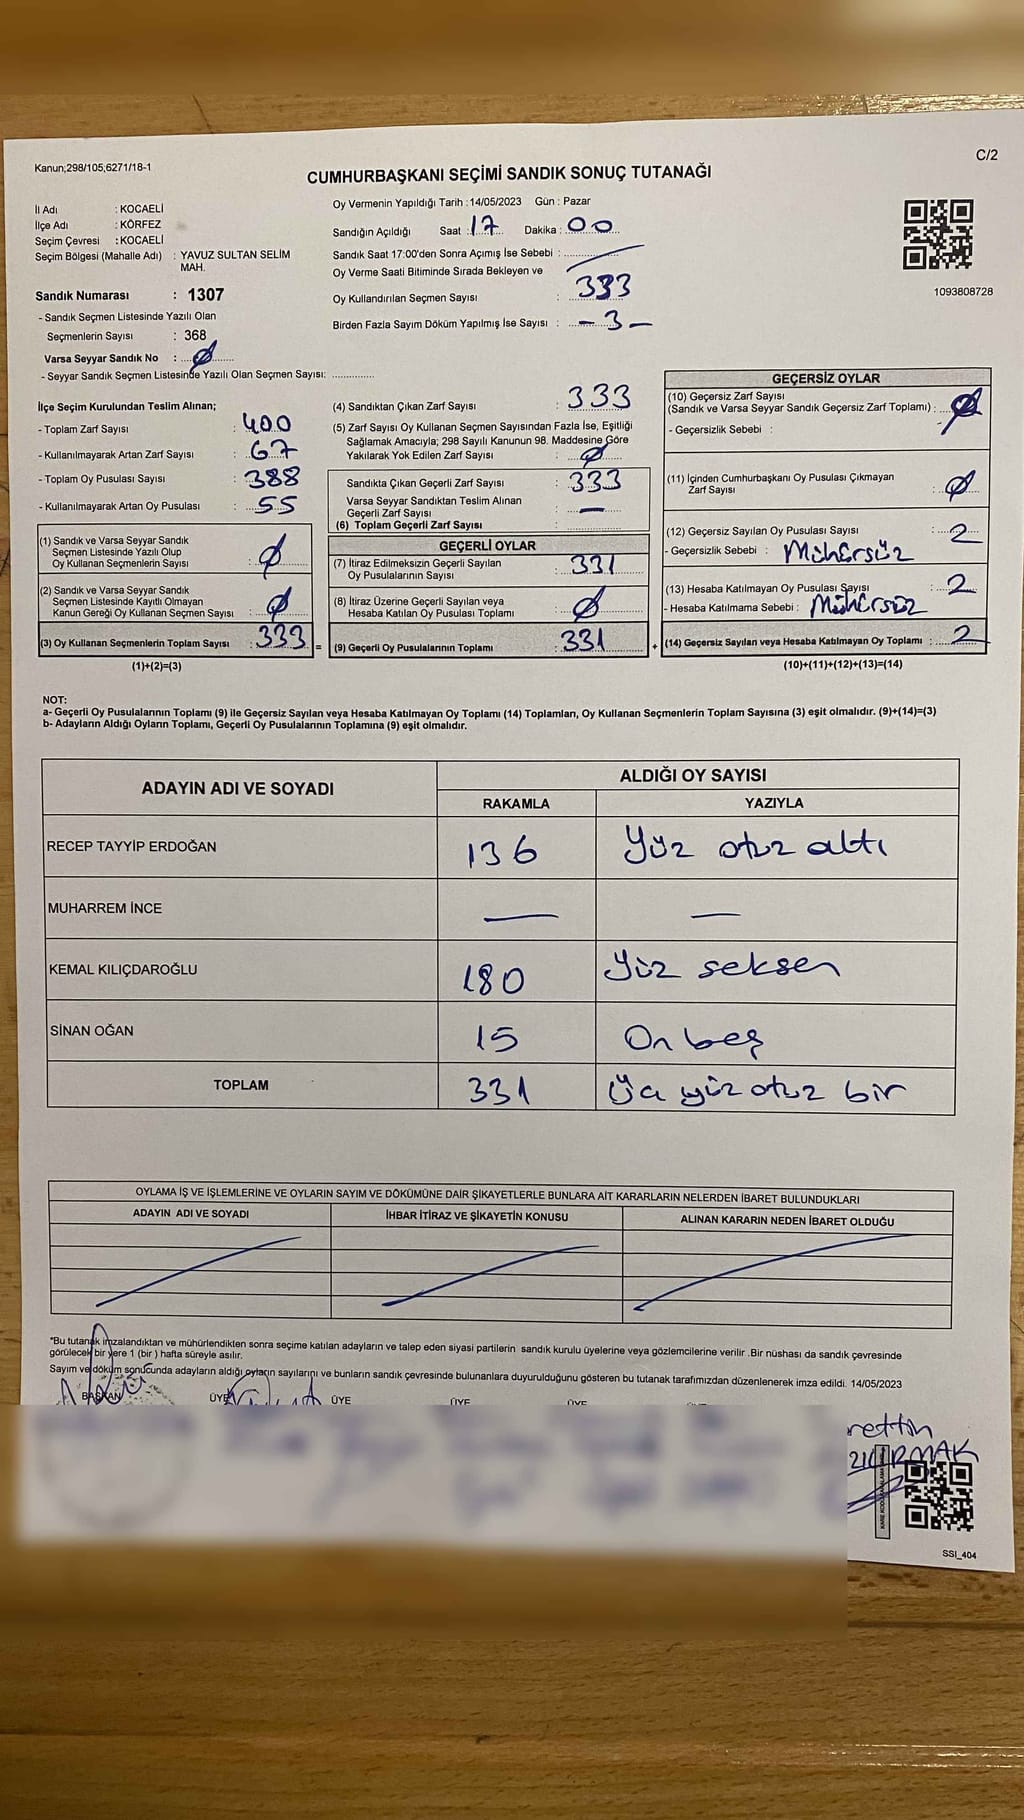 Kanun;298/105;6271/18-1
C/2
CUMHURBAŞKANI SEÇİMİ SANDIK SONUÇ TUTANAĞI
İl Adı : KOCAELİ
İlçe Adı : KÖRFEZ
Seçim Çevresi : KOCAELİ
Seçim Bölgesi (Mahalle Adı) : YAVUZ SULTAN SELİM
MAH.
Sandık Numarası : 1307
- Sandık Seçmen Listesinde Yazılı Olan
Seçmenlerin Sayısı : 368
Varsa Seyyar Sandık No : Ø
- Seyyar Sandık Seçmen Listesinde Yazılı Olan Seçmen Sayısı: ..............
Oy Vermenin Yapıldığı Tarih :14/05/2023 Gün : Pazar
Sandığın Açıldığı Saat : 17 Dakika : 00
Sandık Saat 17:00'den Sonra Açımış İse Sebebi :
Oy Verme Saati Bitiminde Sırada Bekleyen ve
Oy Kullandırılan Seçmen Sayısı : 333
Birden Fazla Sayım Döküm Yapılmış İse Sayısı : - 3 -
1093808728
İlçe Seçim Kurulundan Teslim Alınan;
- Toplam Zarf Sayısı : 400
- Kullanılmayarak Artan Zarf Sayısı : 67
- Toplam Oy Pusulası Sayısı : 388
- Kullanılmayarak Artan Oy Pusulası : 55
(1) Sandık ve Varsa Seyyar Sandık
Seçmen Listesinde Yazılı Olup
Oy Kullanan Seçmenlerin Sayısı : Ø
(2) Sandık ve Varsa Seyyar Sandık
Seçmen Listesinde Kayıtlı Olmayan
Kanun Gereği Oy Kullanan Seçmen Sayısı : Ø
(3) Oy Kullanan Seçmenlerin Toplam Sayısı : 333 =
(1)+(2)=(3)
(4) Sandıktan Çıkan Zarf Sayısı : 333
(5) Zarf Sayısı Oy Kullanan Seçmen Sayısından Fazla İse, Eşitliği
Sağlamak Amacıyla; 298 Sayılı Kanunun 98. Maddesine Göre
Yakılarak Yok Edilen Zarf Sayısı : Ø
Sandıkta Çıkan Geçerli Zarf Sayısı : 333
Varsa Seyyar Sandıktan Teslim Alınan
Geçerli Zarf Sayısı : —
(6) Toplam Geçerli Zarf Sayısı :
GEÇERLİ OYLAR
(7) İtiraz Edilmeksizin Geçerli Sayılan
Oy Pusulalarının Sayısı : 331
(8) İtiraz Üzerine Geçerli Sayılan veya
Hesaba Katılan Oy Pusulası Toplamı : Ø
(9) Geçerli Oy Pusulalarının Toplamı : 331 +
GEÇERSİZ OYLAR
(10) Geçersiz Zarf Sayısı
(Sandık ve Varsa Seyyar Sandık Geçersiz Zarf Toplamı) : Ø
- Geçersizlik Sebebi :
(11) İçinden Cumhurbaşkanı Oy Pusulası Çıkmayan
Zarf Sayısı : Ø
(12) Geçersiz Sayılan Oy Pusulası Sayısı : 2
- Geçersizlik Sebebi : Mühürsüz
(13) Hesaba Katılmayan Oy Pusulası Sayısı : 2
- Hesaba Katılmama Sebebi : Mühürsüz
(14) Geçersiz Sayılan veya Hesaba Katılmayan Oy Toplamı : 2
(10)+(11)+(12)+(13)=(14)
NOT:
a- Geçerli Oy Pusulalarının Toplamı (9) ile Geçersiz Sayılan veya Hesaba Katılmayan Oy Toplamı (14) Toplamları, Oy Kullanan Seçmenlerin Toplam Sayısına (3) eşit olmalıdır. (9)+(14)=(3)
b- Adayların Aldığı Oyların Toplamı, Geçerli Oy Pusulalarının Toplamına (9) eşit olmalıdır.
ADAYIN ADI VE SOYADI
ALDIĞI OY SAYISI
RAKAMLA YAZIYLA
RECEP TAYYİP ERDOĞAN 136 Yüz otuz altı
MUHARREM İNCE — —
KEMAL KILIÇDAROĞLU 180 Yüz seksen
SİNAN OĞAN 15 On beş
TOPLAM 331 Üç yüz otuz bir
OYLAMA İŞ VE İŞLEMLERİNE VE OYLARIN SAYIM VE DÖKÜMÜNE DAİR ŞİKAYETLERLE BUNLARA AİT KARARLARIN NELERDEN İBARET BULUNDUKLARI
ADAYIN ADI VE SOYADI İHBAR İTİRAZ VE ŞİKAYETİN KONUSU ALINAN KARARIN NEDEN İBARET OLDUĞU
"Bu tutanak imzalandıktan ve mühürlendikten sonra seçime katılan adayların ve talep eden siyasi partilerin sandık kurulu üyelerine veya gözlemcilerine verilir .Bir nüshası da sandık çevresinde
görülecek bir yere 1 (bir ) hafta süreyle asılır.
Sayım ve döküm sonucunda adayların aldığı oyların sayılarını ve bunların sandık çevresinde bulunanlara duyurulduğunu gösteren bu tutanak tarafımızdan düzenlenerek imza edildi. 14/05/2023
BAŞKAN ÜYE ÜYE ÜYE ÜYE
rettin
SSI_404